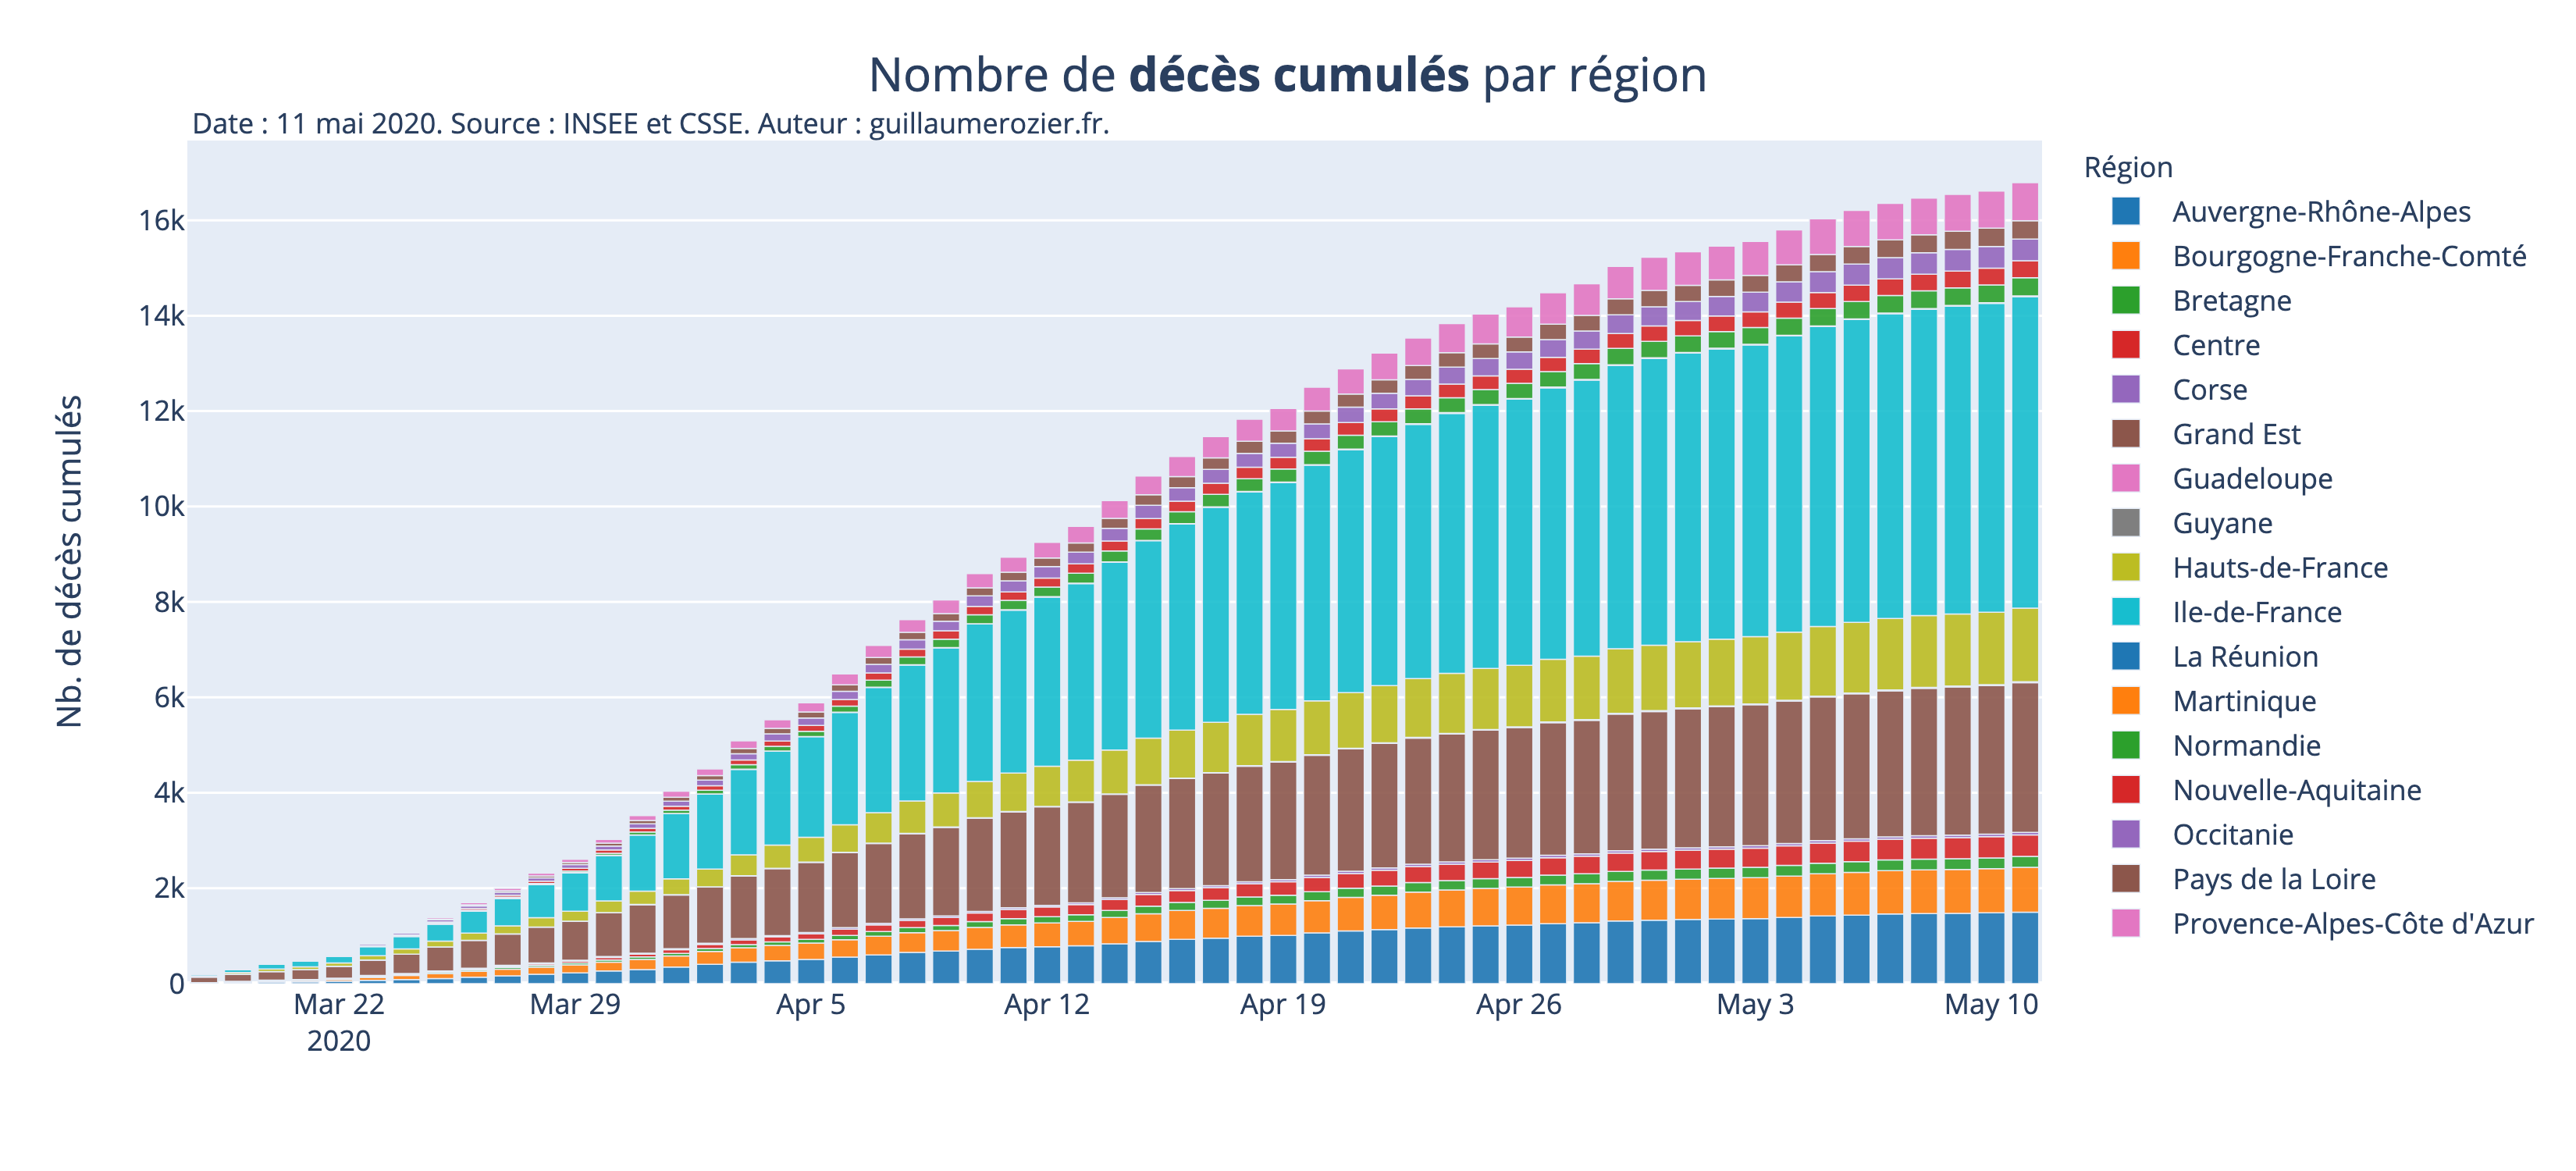 Nombre de décès cumulés par région
Date : 11 mai 2020. Source : INSEE et CSSE. Auteur : guillaumerozier.fr.
Nb. de décès cumulés
16k
14k
12k
10k
8k
6k
4k
2k
0
Mar 22 Mar 29 Apr 5 Apr 12 Apr 19 Apr 26 May 3 May 10
2020
Région
Auvergne-Rhône-Alpes
Bourgogne-Franche-Comté
Bretagne
Centre
Corse
Grand Est
Guadeloupe
Guyane
Hauts-de-France
Ile-de-France
La Réunion
Martinique
Normandie
Nouvelle-Aquitaine
Occitanie
Pays de la Loire
Provence-Alpes-Côte d'Azur